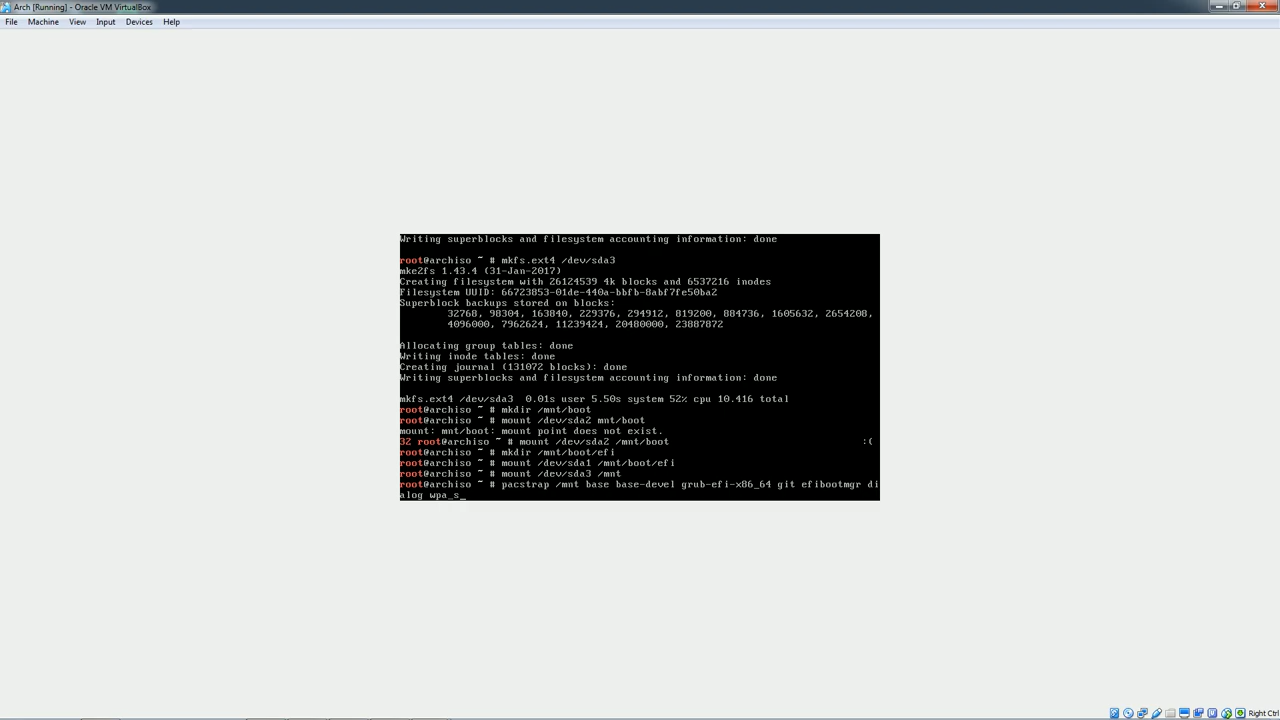 Arch [Running] - Oracle VM VirtualBox
File Machine View Input Devices Help
Writing superblocks and filesystem accounting information: done
root@archiso ~ # mkfs.ext4 /dev/sda3
mke2fs 1.43.4 (31-Jan-2017)
Creating filesystem with 26124539 4k blocks and 6537216 inodes
Filesystem UUID: 66723853-01de-440a-bbfb-8abf7fe50ba2
Superblock backups stored on blocks:
32768, 98304, 163840, 229376, 294912, 819200, 884736, 1605632, 2654208,
4096000, 7962624, 11239424, 20480000, 23887872
Allocating group tables: done
Writing inode tables: done
Creating journal (131072 blocks): done
Writing superblocks and filesystem accounting information: done
mkfs.ext4 /dev/sda3  0.01s user 5.50s system 52% cpu 10.416 total
root@archiso ~ # mkdir /mnt/boot
root@archiso ~ # mount /dev/sda2 mnt/boot
mount: mnt/boot: mount point does not exist.
32 root@archiso ~ # mount /dev/sda2 /mnt/boot :(
root@archiso ~ # mkdir /mnt/boot/efi
root@archiso ~ # mount /dev/sda1 /mnt/boot/efi
root@archiso ~ # mount /dev/sda3 /mnt
root@archiso ~ # pacstrap /mnt base base-devel grub-efi-x86_64 git efibootmgr di
alog wpa_s_
Right Ctrl